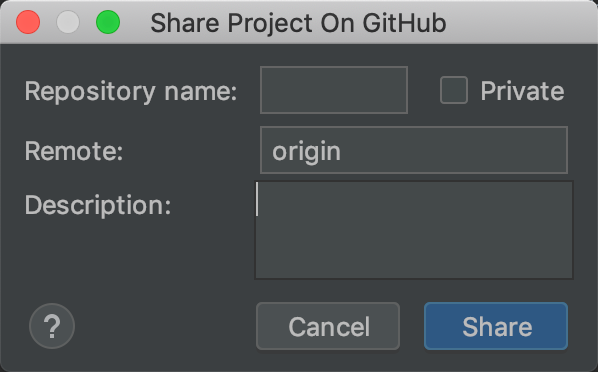 Share Project On GitHub
Repository name:
Private
Remote:
origin
Description:
?
Cancel
Share